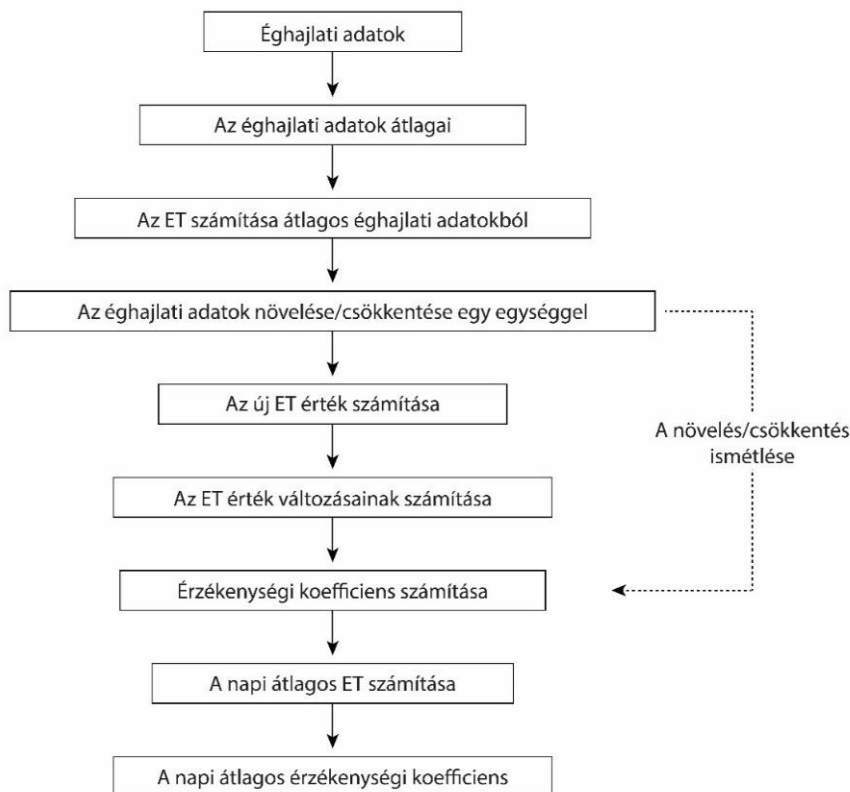 Éghajlati adatok
Az éghajlati adatok átlagai
Az ET számítása átlagos éghajlati adatokból
Az éghajlati adatok növelése/csökkentése egy egységgel
Az új ET érték számítása
A növelés/csökkentés
ismétlése
Az ET érték változásainak számítása
Érzékenységi koefficiens számítása
A napi átlagos ET számítása
A napi átlagos érzékenységi koefficiens